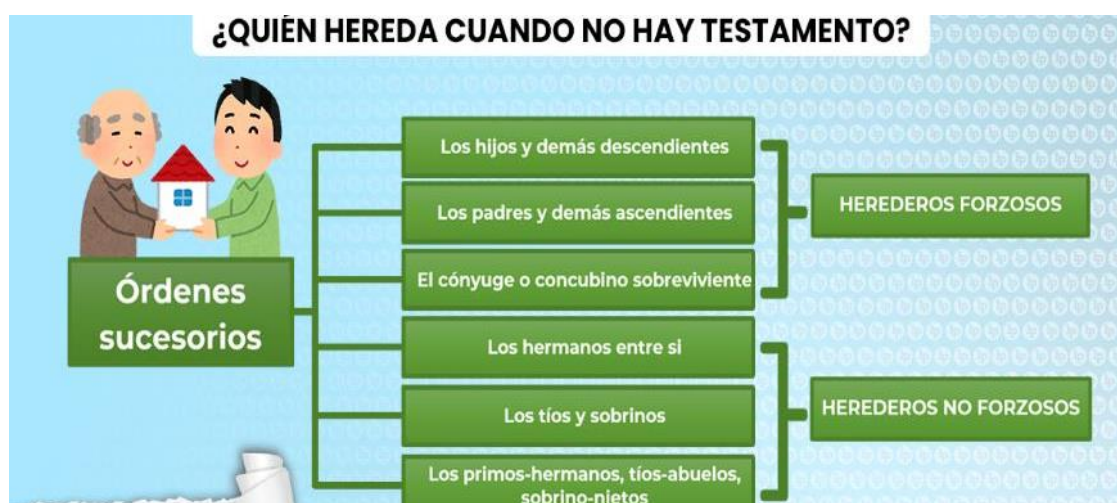 ¿QUIÉN HEREDA CUANDO NO HAY TESTAMENTO?
Los hijos y demás descendientes
Los padres y demás ascendientes
El cónyuge o concubino sobreviviente
HEREDEROS FORZOSOS
Órdenes
sucesorios
Los hermanos entre si
Los tíos y sobrinos
Los primos-hermanos, tíos-abuelos,
sobrino-nietos
HEREDEROS NO FORZOSOS